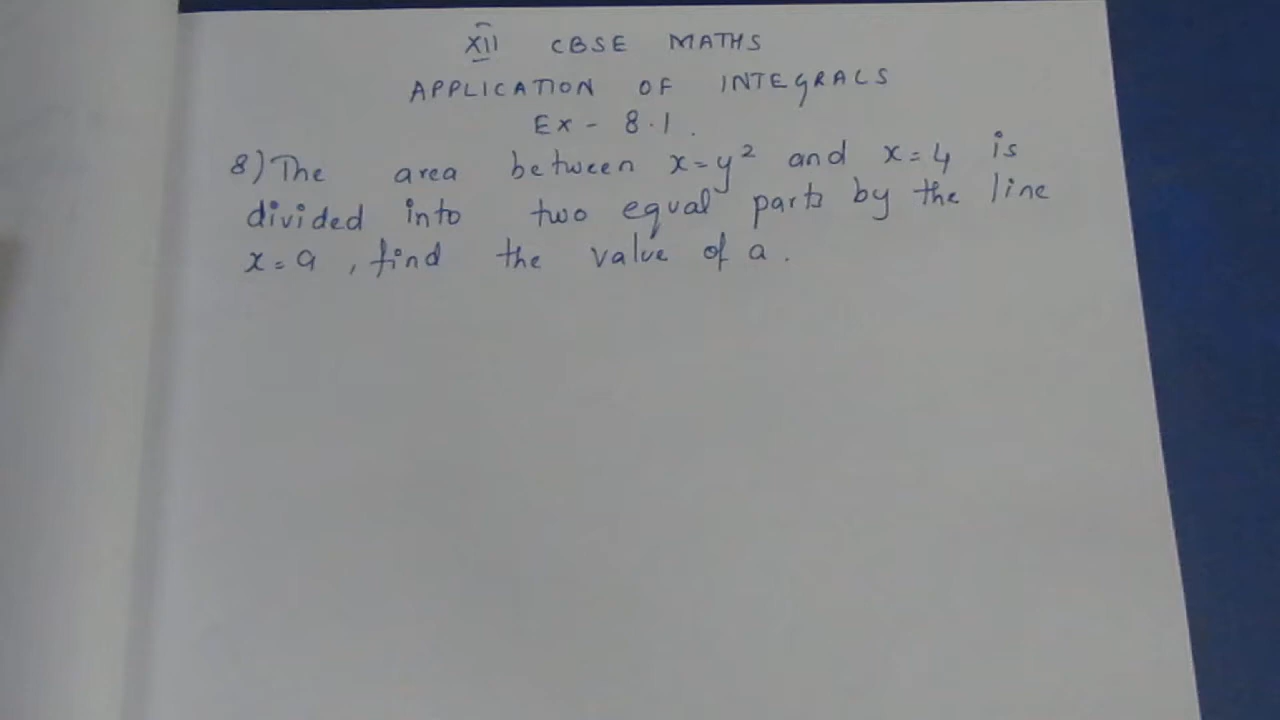 XII CBSE MATHS
APPLICATION OF INTEGRALS
Ex - 8.1.
8) The area between x=y² and x=4 is
divided into two equal parts by the line
x=a, find the value of a.